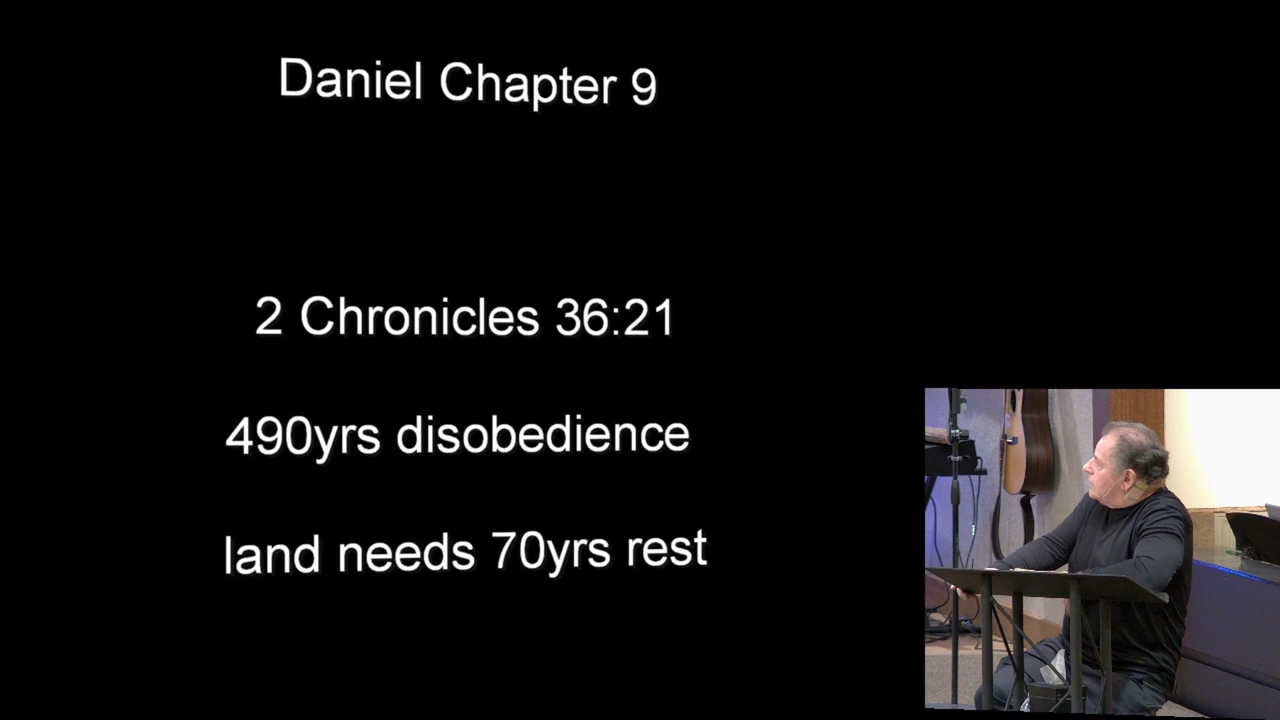 Daniel Chapter 9
2 Chronicles 36:21
490yrs disobedience
land needs 70yrs rest